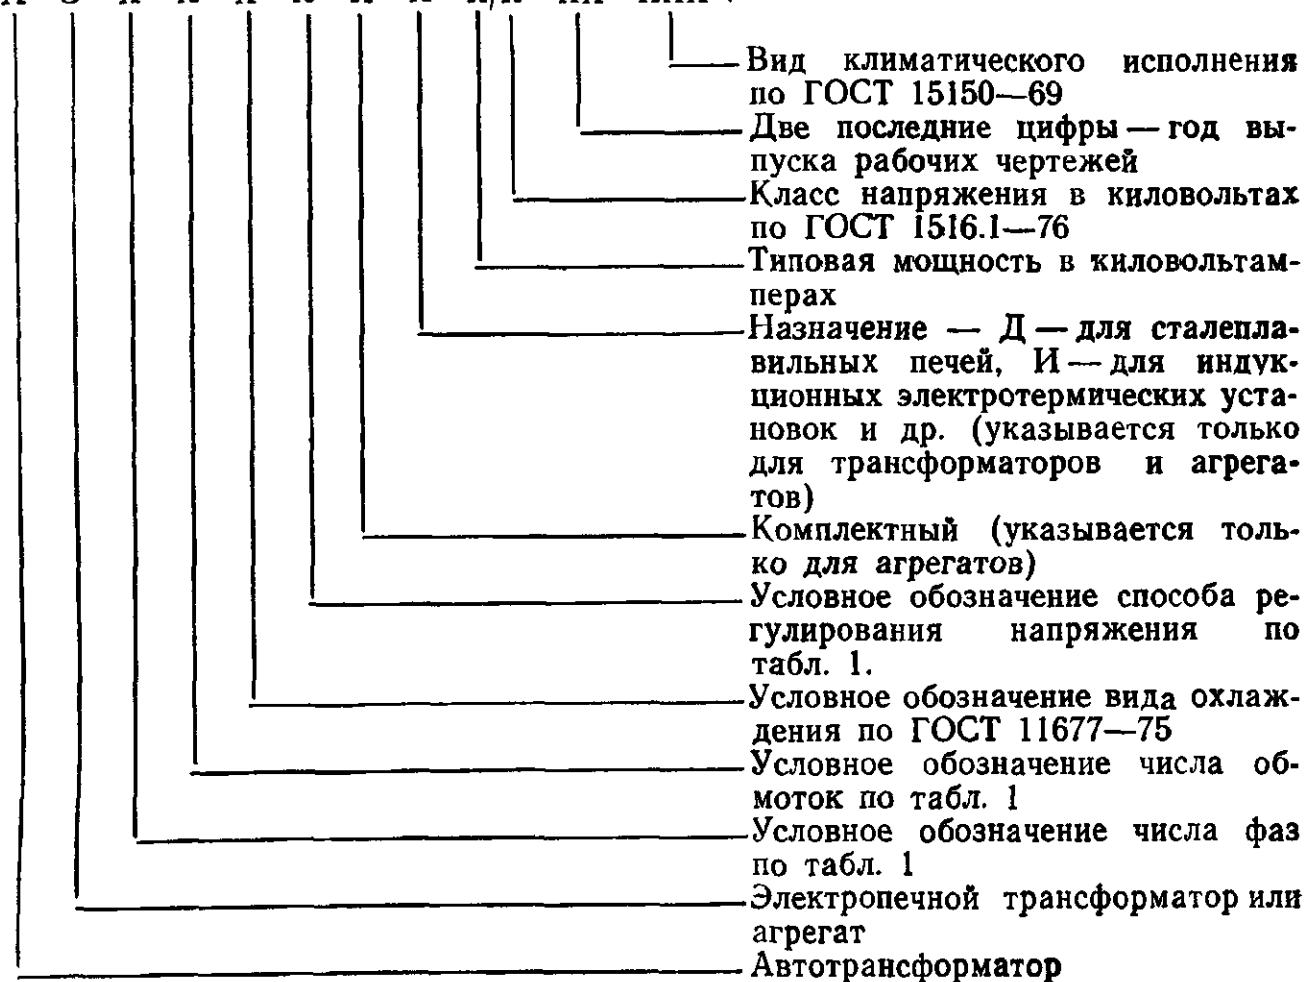 Вид климатического исполнения
по ГОСТ 15150—69
Две последние цифры — год вы-
пуска рабочих чертежей
Класс напряжения в киловольтах
по ГОСТ 1516.1—76
Типовая мощность в киловольтам-
перах
Назначение — Д — для сталепла-
вильных печей, И — для индук-
ционных электротермических уста-
новок и др. (указывается только
для трансформаторов и агрега-
тов)
Комплектный (указывается толь-
ко для агрегатов)
Условное обозначение способа ре-
гулирования напряжения по
табл. 1.
Условное обозначение вида охлаж-
дения по ГОСТ 11677—75
Условное обозначение числа об-
моток по табл. 1
Условное обозначение числа фаз
по табл. 1
Электропечной трансформатор или
агрегат
Автотрансформатор